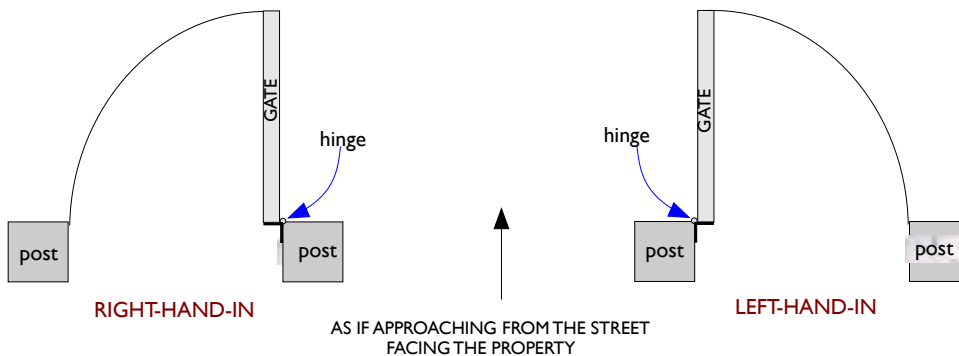 GATE
hinge
post
post
RIGHT-HAND-IN
AS IF APPROACHING FROM THE STREET
FACING THE PROPERTY
GATE
hinge
post
post
LEFT-HAND-IN